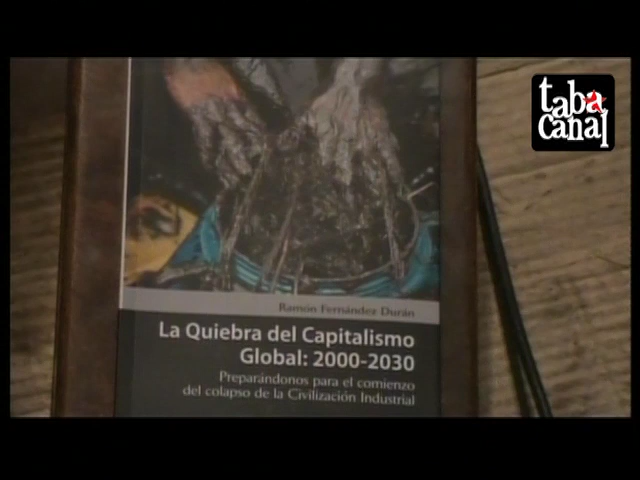 taba
canal
Ramón Fernández Durán
La Quiebra del Capitalismo
Global: 2000-2030
Preparándonos para el comienzo
del colapso de la Civilización Industrial